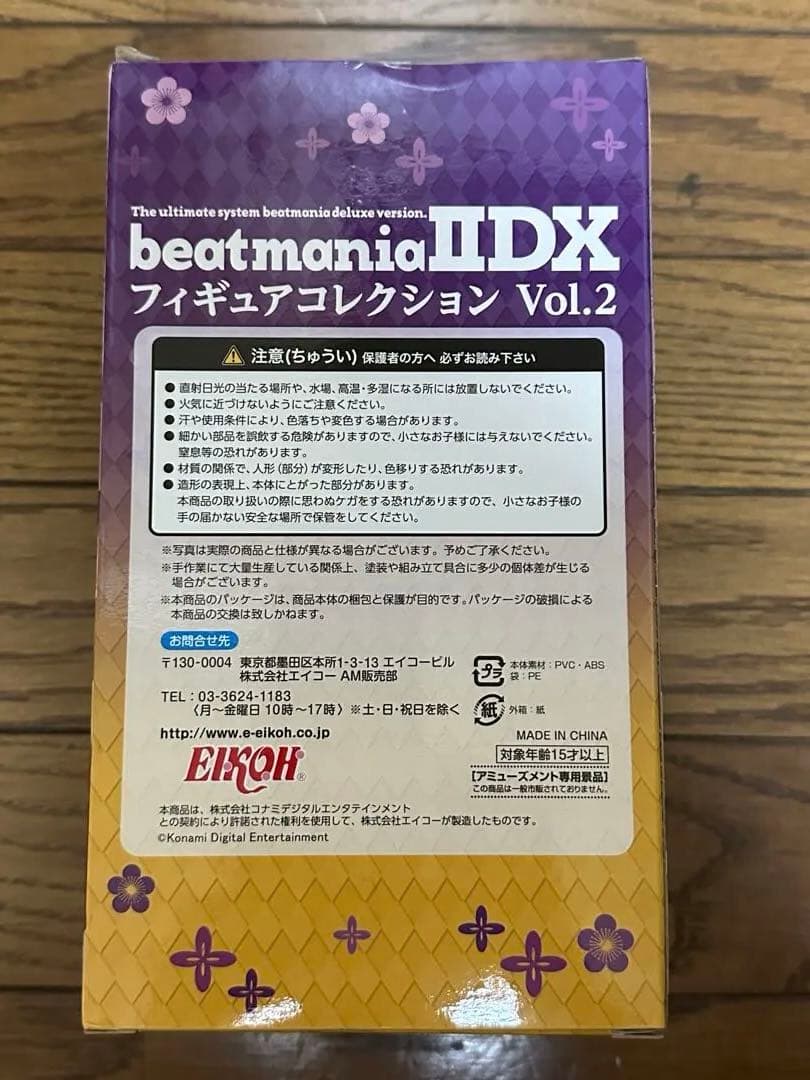 The ultimate system beatmania deluxe version.
beatmania IIDX
フィギュアコレクション Vol.2
注意(ちゅうい) 保護者の方へ 必ずお読み下さい
● 直射日光の当たる場所や、水場、高温・多湿になる所には放置しないでください。
● 火気に近づけないようにご注意ください。
● 汗や使用条件により、色落ちや変色する場合があります。
● 細かい部品を誤飲する危険がありますので、小さなお子様には与えないでください。
窒息等の恐れがあります。
● 材質の関係で、人形(部分)が変形したり、色移りする恐れがあります。
● 造形の表現上、本体にとがった部分があります。
本商品の取り扱いの際に思わぬケガをする恐れがありますので、小さなお子様の
手の届かない安全な場所で保管をしてください。
※写真は実際の商品と仕様が異なる場合がございます。予めご了承ください。
※手作業にて大量生産している関係上、塗装や組み立て具合に多少の個体差が生じる
場合がございます。
※本商品のパッケージは、商品本体の梱包と保護が目的です。パッケージの破損による
本商品の交換は致しかねます。
お問合せ先
〒130-0004 東京都墨田区本所1-3-13 エイコービル
株式会社エイコー AM販売部
TEL：03-3624-1183
〈月〜金曜日 10時〜17時〉 ※土・日・祝日を除く
http://www.e-eikoh.co.jp
EIKOH®
プラ 本体素材：PVC・ABS
袋：PE
紙 外箱：紙
MADE IN CHINA
対象年齢15才以上
【アミューズメント専用景品】
この商品は一般市販されておりません。
本商品は、株式会社コナミデジタルエンタテインメント
との契約により許諾された権利を使用して、株式会社エイコーが製造したものです。
©Konami Digital Entertainment